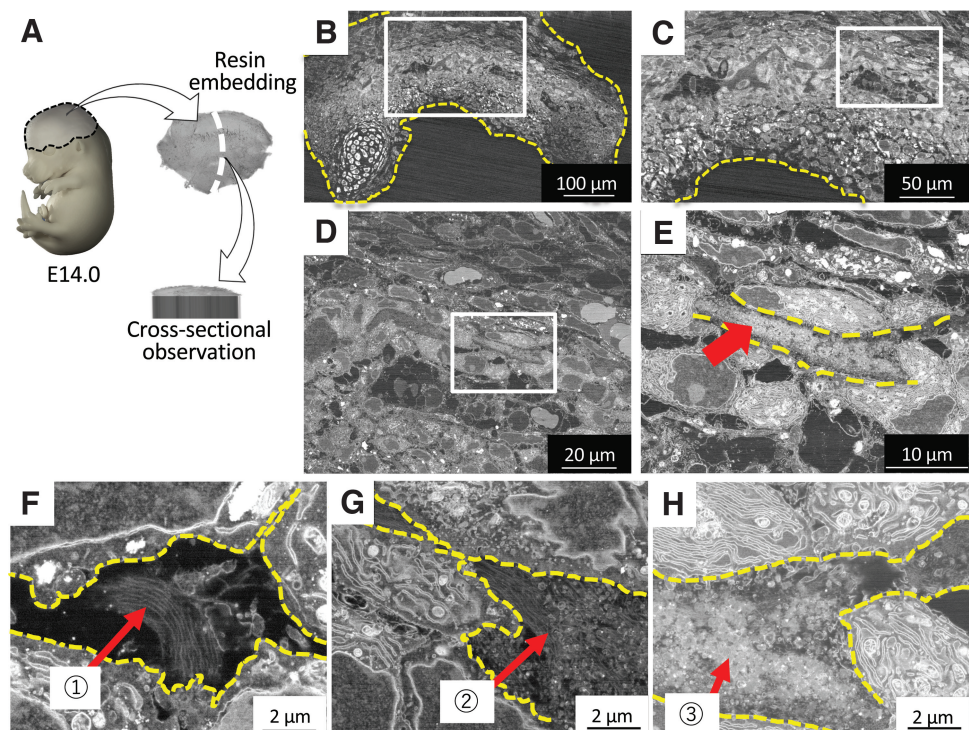 A
Resin
embedding
E14.0
Cross-sectional
observation
B
100 µm
C
50 µm
D
20 µm
E
10 µm
F
①
2 µm
G
②
2 µm
H
③
2 µm